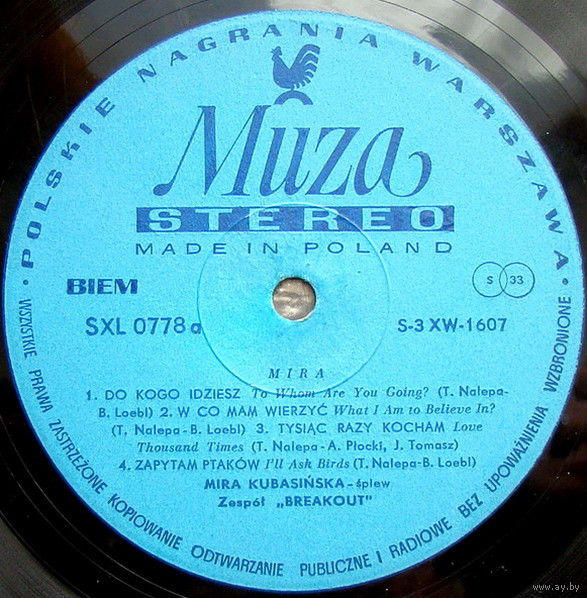 POLSKIE NAGRANIA WARSZAWA
Muza
STEREO
MADE IN POLAND
BIEM
S 33
SXL 0778a
S-3 XW-1607
MIRA
1. DO KOGO IDZIESZ To Whom Are You Going? (T. Nalepa-
B. Loebl) 2. W CO MAM WIERZYĆ What I Am to Believe In?
(T. Nalepa-B. Loebl) 3. TYSIĄC RAZY KOCHAM Love
Thousand Times (T. Nalepa-A. Płocki, J. Tomasz)
4. ZAPYTAM PTAKÓW I'll Ask Birds (T. Nalepa-B. Loebl)
MIRA KUBASIŃSKA-śpiew
Zespół „BREAKOUT"
WSZYSTKIE PRAWA ZASTRZEŻONE KOPIOWANIE ODTWARZANIE PUBLICZNE I RADIOWE BEZ UPOWAŻNIENIA WZBRONIONE
www.ay.by